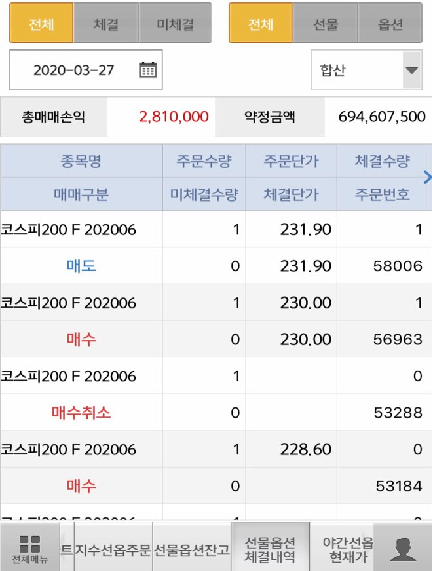 전체 체결 미체결 전체 선물 옵션
2020-03-27 합산
총매매손익 2,810,000 약정금액 694,607,500
종목명 주문수량 주문단가 체결수량
매매구분 미체결수량 체결단가 주문번호
코스피200 F 202006 1 231.90 1
매도 0 231.90 58006
코스피200 F 202006 1 230.00 1
매수 0 230.00 56963
코스피200 F 202006 1 0
매수취소 0 53288
코스피200 F 202006 1 228.60 0
매수 0 53184
코스피200 F 202006
전체메뉴 트 지수선옵주문 선물옵션잔고 선물옵션 체결내역 야간선옵 현재가